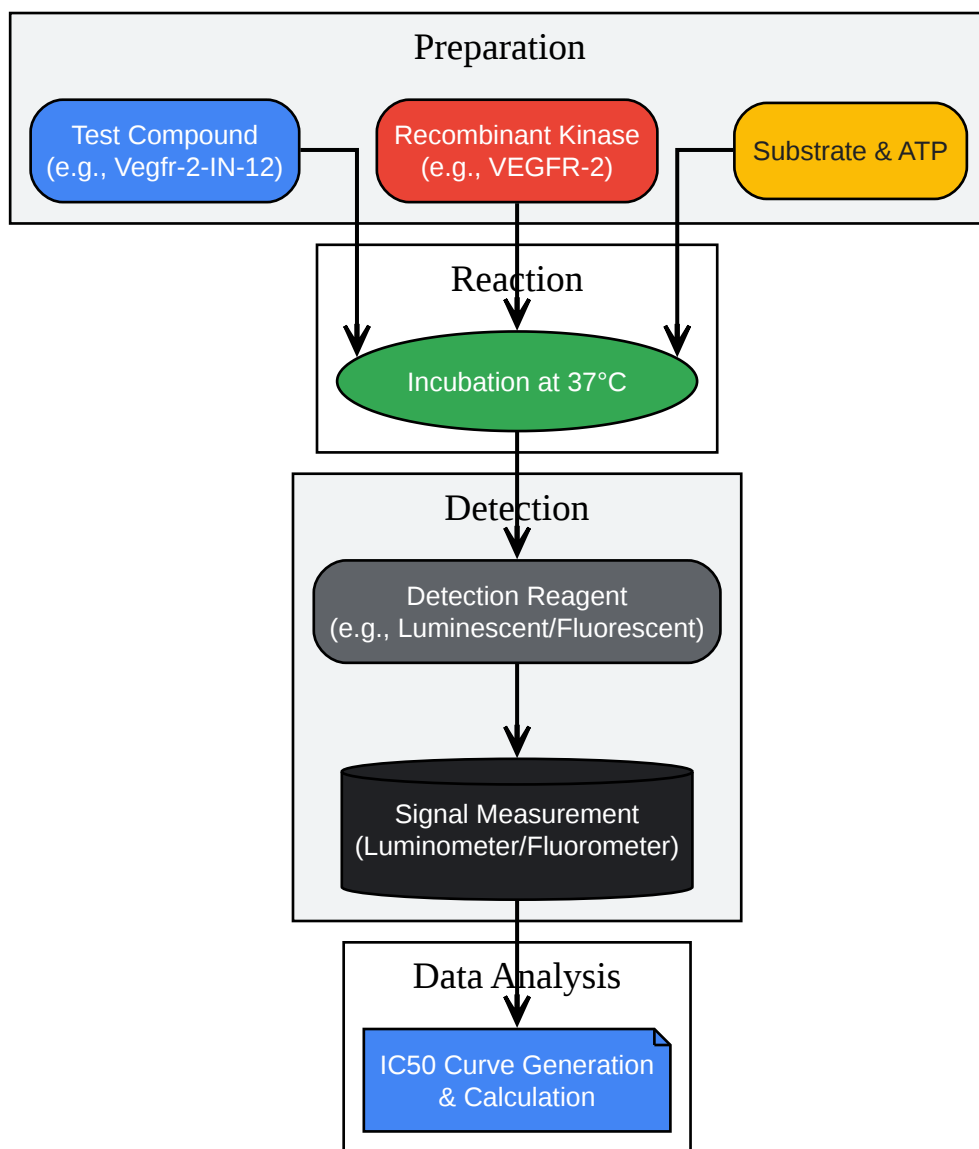 Preparation
Test Compound
(e.g., Vegfr-2-IN-12)
Recombinant Kinase
(e.g., VEGFR-2)
Substrate & ATP
Reaction
Incubation at 37°C
Detection
Detection Reagent
(e.g., Luminescent/Fluorescent)
Signal Measurement
(Luminometer/Fluorometer)
Data Analysis
IC50 Curve Generation
& Calculation